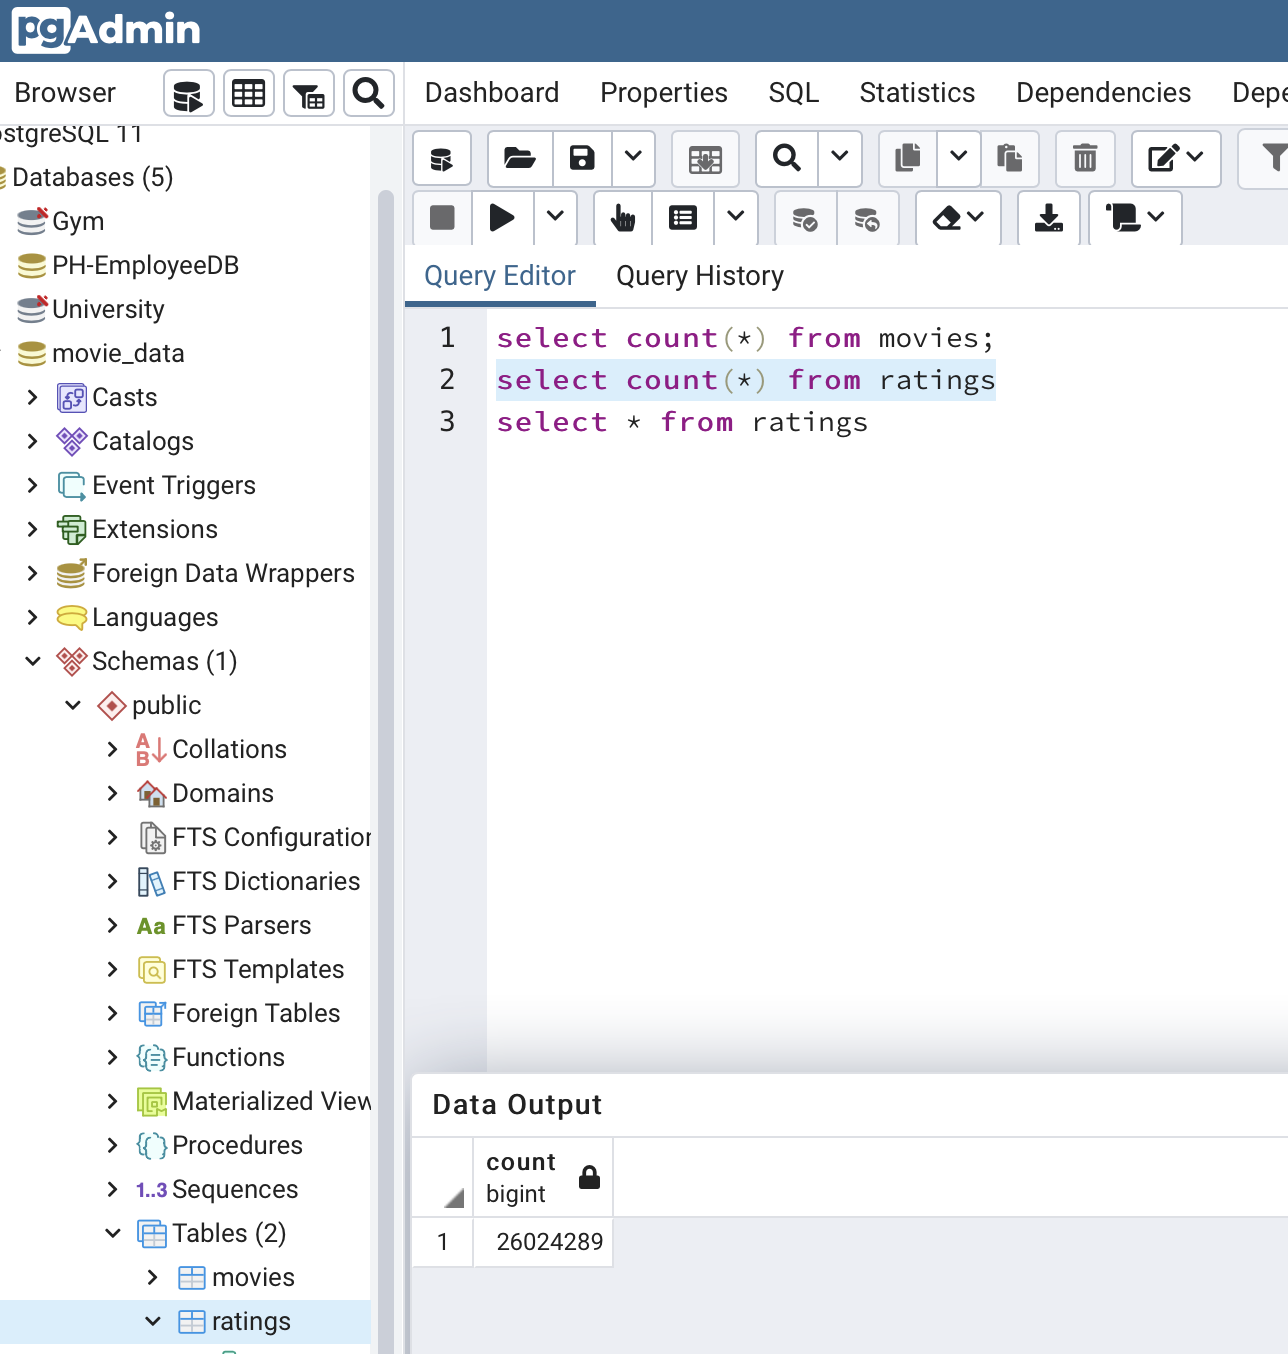 pgAdmin
Browser
Dashboard Properties SQL Statistics Dependencies
ostgreSQL 11
Databases (5)
Gym
PH-EmployeeDB
University
movie_data
Casts
Catalogs
Event Triggers
Extensions
Foreign Data Wrappers
Languages
Schemas (1)
public
A
B
Collations
Domains
FTS Configuration
FTS Dictionaries
Aa FTS Parsers
FTS Templates
Foreign Tables
Functions
Materialized View
Procedures
1..3 Sequences
Tables (2)
movies
ratings
Query Editor Query History
1 select count(*) from movies;
2 select count(*) from ratings
3 select * from ratings
Data Output
count
bigint
1 26024289